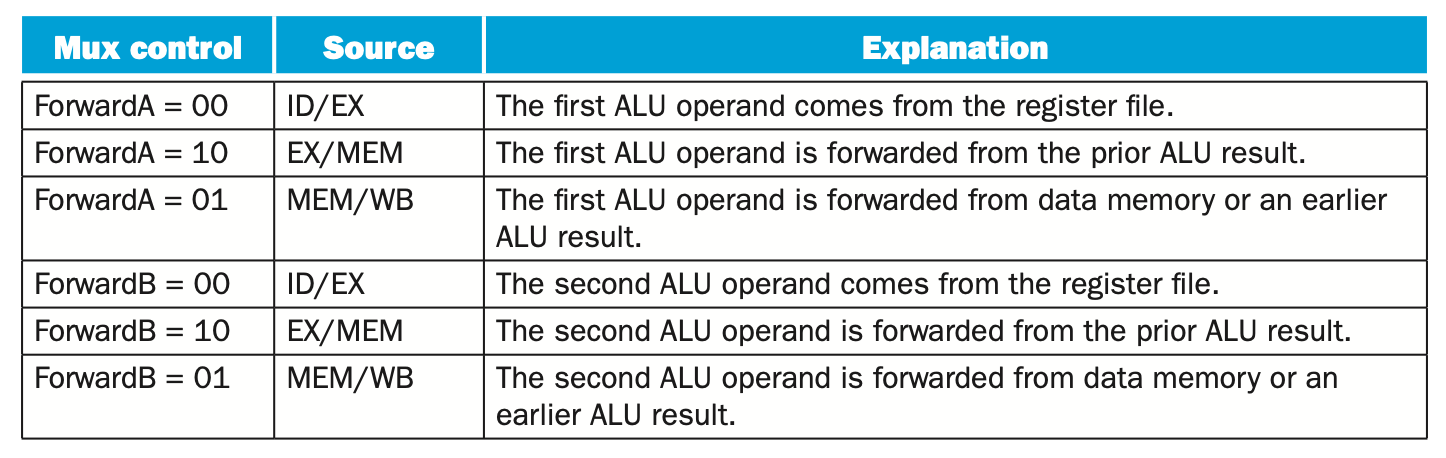 Mux control Source Explanation
ForwardA = 00 ID/EX The first ALU operand comes from the register file.
ForwardA = 10 EX/MEM The first ALU operand is forwarded from the prior ALU result.
ForwardA = 01 MEM/WB The first ALU operand is forwarded from data memory or an earlier
ALU result.
ForwardB = 00 ID/EX The second ALU operand comes from the register file.
ForwardB = 10 EX/MEM The second ALU operand is forwarded from the prior ALU result.
ForwardB = 01 MEM/WB The second ALU operand is forwarded from data memory or an
earlier ALU result.